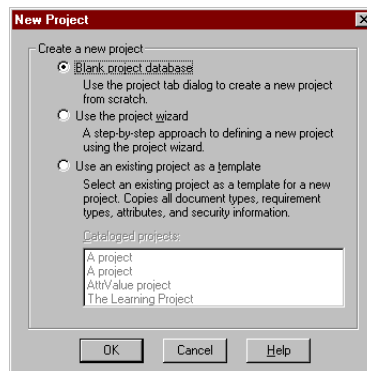 New Project
Create a new project
Blank project database
Use the project tab dialog to create a new project
from scratch.
Use the project wizard
A step-by-step approach to defining a new project
using the project wizard.
Use an existing project as a template
Select an existing project as a template for a new
project. Copies all document types, requirement
types, attributes, and security information.
Cataloged projects:
A project
A project
AttrValue project
The Learning Project
OK Cancel Help